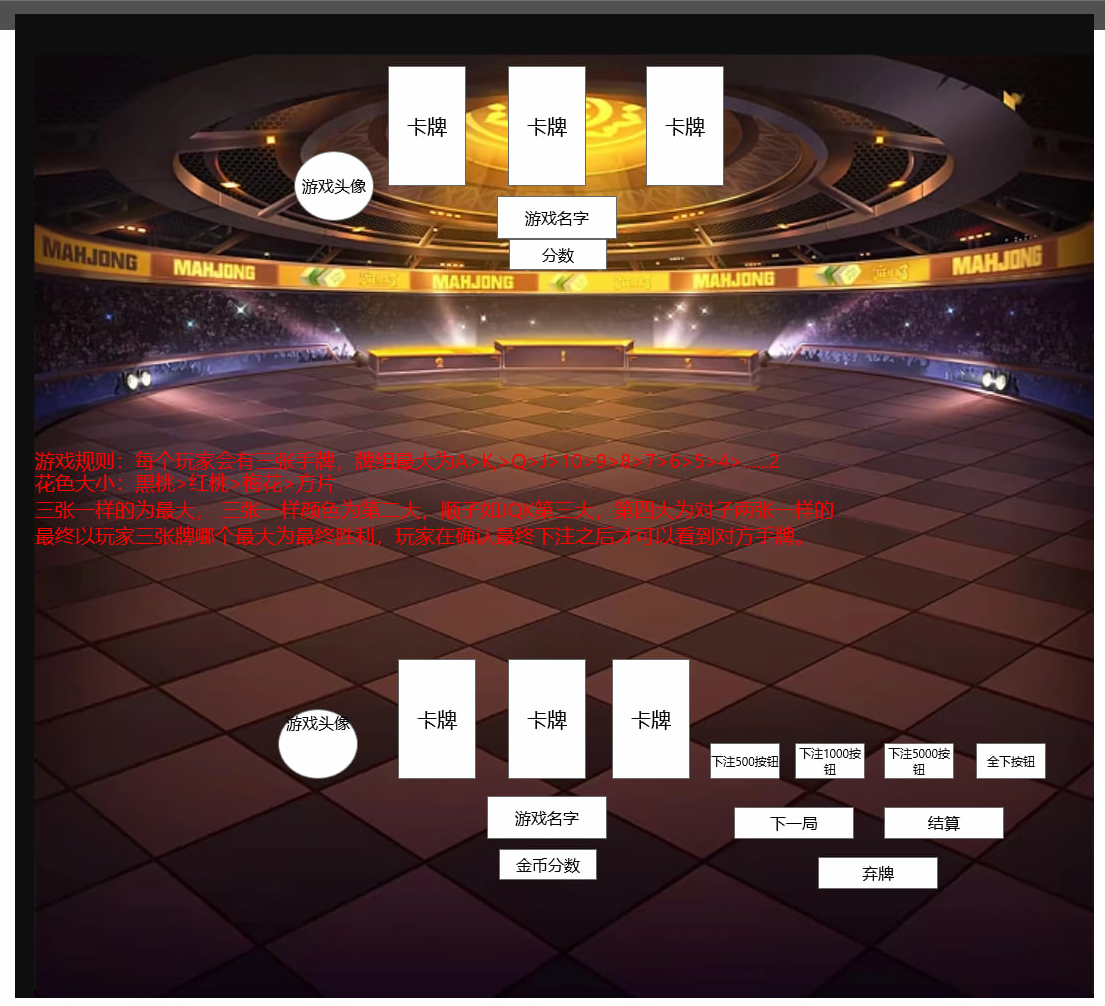 卡牌
卡牌
卡牌
游戏头像
游戏名字
分数
MAHJONG
MAHJONG
MAHJONG
MAHJONG
MAHJONG
2
1
3
游戏规则：每个玩家会有三张手牌，牌组最大为A>K,>Q>J>10>9>8>7>6>5>4>......2
花色大小：黑桃>红桃>梅花>方片
三张一样的为最大， 三张一样颜色为第二大，顺子如JQK第三大，第四大为对子两张一样的
最终以玩家三张牌哪个最大为最终胜利，玩家在确认最终下注之后才可以看到对方手牌。
卡牌
卡牌
卡牌
游戏头像
下注500按钮
下注1000按
钮
下注5000按
钮
全下按钮
游戏名字
下一局
结算
金币分数
弃牌